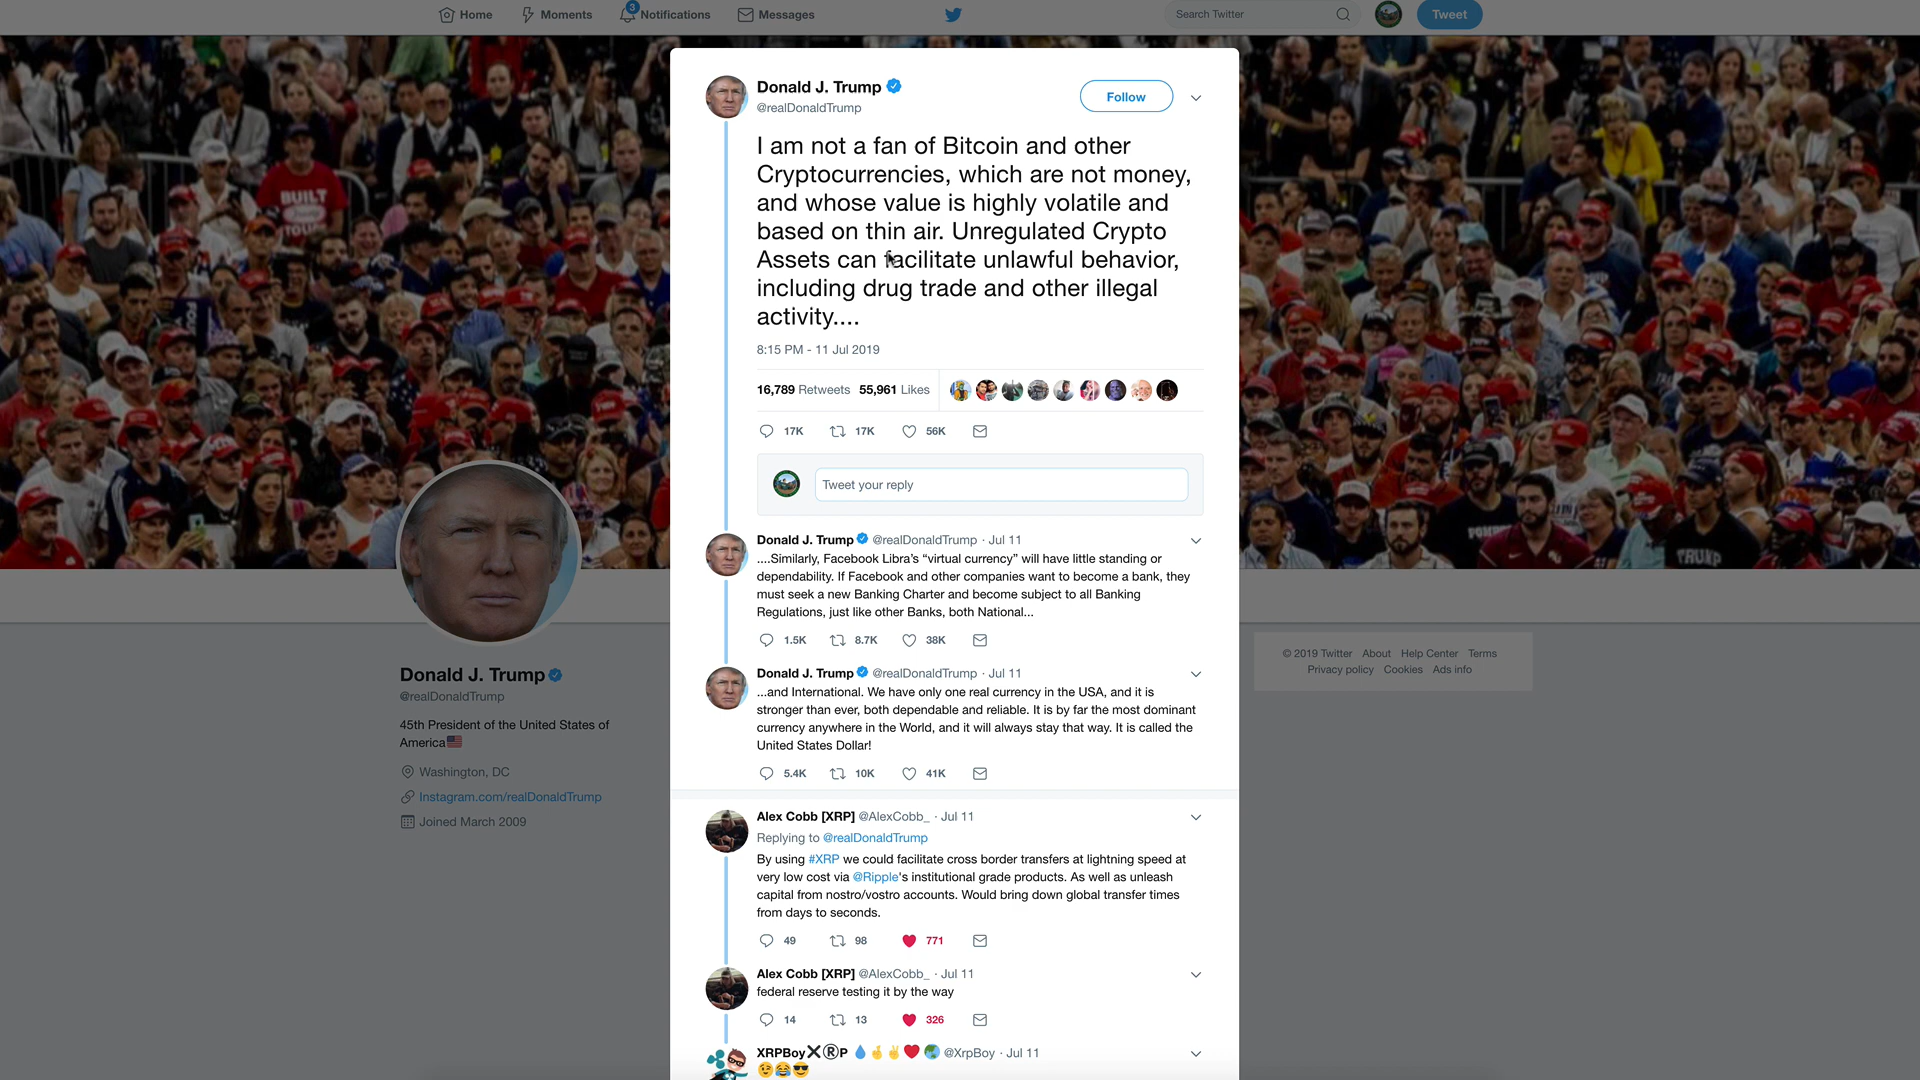 Home Moments 3 Notifications Messages Search Twitter Tweet
Donald J. Trump
@realDonaldTrump
Follow
I am not a fan of Bitcoin and other
Cryptocurrencies, which are not money,
and whose value is highly volatile and
based on thin air. Unregulated Crypto
Assets can facilitate unlawful behavior,
including drug trade and other illegal
activity....
8:15 PM - 11 Jul 2019
16,789 Retweets 55,961 Likes
17K 17K 56K
Tweet your reply
Donald J. Trump @realDonaldTrump · Jul 11
....Similarly, Facebook Libra’s “virtual currency” will have little standing or
dependability. If Facebook and other companies want to become a bank, they
must seek a new Banking Charter and become subject to all Banking
Regulations, just like other Banks, both National...
1.5K 8.7K 38K
Donald J. Trump @realDonaldTrump · Jul 11
...and International. We have only one real currency in the USA, and it is
stronger than ever, both dependable and reliable. It is by far the most dominant
currency anywhere in the World, and it will always stay that way. It is called the
United States Dollar!
5.4K 10K 41K
Alex Cobb [XRP] @AlexCobb_ · Jul 11
Replying to @realDonaldTrump
By using #XRP we could facilitate cross border transfers at lightning speed at
very low cost via @Ripple's institutional grade products. As well as unleash
capital from nostro/vostro accounts. Would bring down global transfer times
from days to seconds.
49 98 771
Alex Cobb [XRP] @AlexCobb_ · Jul 11
federal reserve testing it by the way
14 13 326
XRPBoy❌®️P 💧🤞✌️❤️🌏 @XrpBoy · Jul 11
😉😂😎
Donald J. Trump
@realDonaldTrump
45th President of the United States of
America🇺🇸
Washington, DC
Instagram.com/realDonaldTrump
Joined March 2009
© 2019 Twitter About Help Center Terms
Privacy policy Cookies Ads info
BUILT
TRUMP